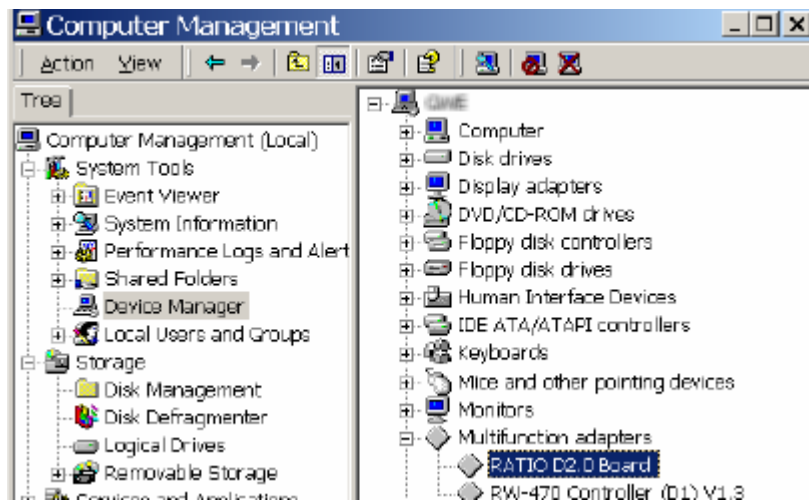 Computer Management
Action View
Tree
Computer Management (Local)
System Tools
Event Viewer
System Information
Performance Logs and Alert
Shared Folders
Device Manager
Local Users and Groups
Storage
Disk Management
Disk Defragmenter
Logical Drives
Removable Storage
Services and Applications
Computer
Disk drives
Display adapters
DVD/CD-ROM drives
Floppy disk controllers
Floppy disk drives
Human Interface Devices
IDE ATA/ATAPI controllers
Keyboards
Mice and other pointing devices
Monitors
Multifunction adapters
RATIO D2.0 Board
RW-470 Controller (D1) V1.3